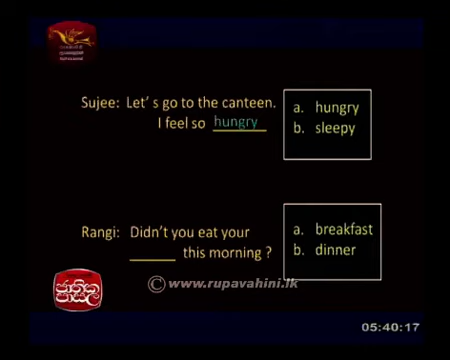 Sujee: Let's go to the canteen.
I feel so hungry
a. hungry
b. sleepy
Rangi: Didn't you eat your
______ this morning ?
a. breakfast
b. dinner
© www.rupavahini.lk
ජාතික
පාසල
05:40:17